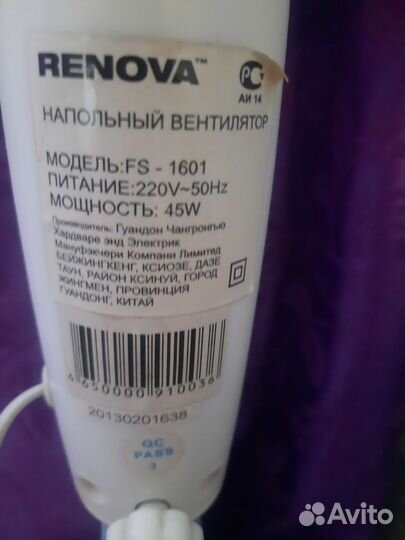 RENOVA™
РСТ
АИ 14
НАПОЛЬНЫЙ ВЕНТИЛЯТОР
МОДЕЛЬ:FS - 1601
ПИТАНИЕ:220V~50Hz
МОЩНОСТЬ: 45W
Производитель: Гуандон Чангронгью
Хардваре энд Электрик
Мануфэкчери Компани Лимитед
БЕЙЖИНГКЕНГ, КСИОЗЕ, ДАЗЕ
ТАУН, РАЙОН КСИНУЙ, ГОРОД
ЖИНГМЕН, ПРОВИНЦИЯ
ГУАНДОНГ, КИТАЙ
4650000910036
20130201638
QC
PASS
3
Avito